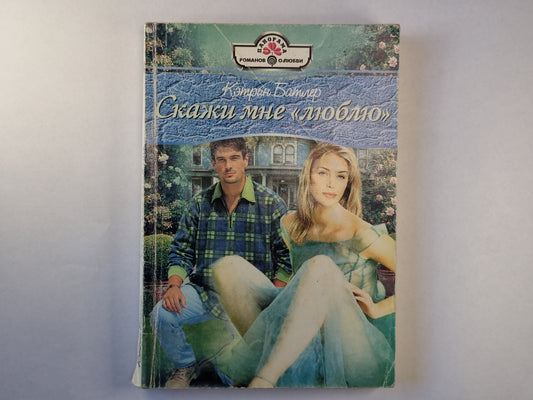 ПАНОРАМА
РОМАНОВ О ЛЮБВИ
Кэтрин Батлер
Скажи мне «люблю»